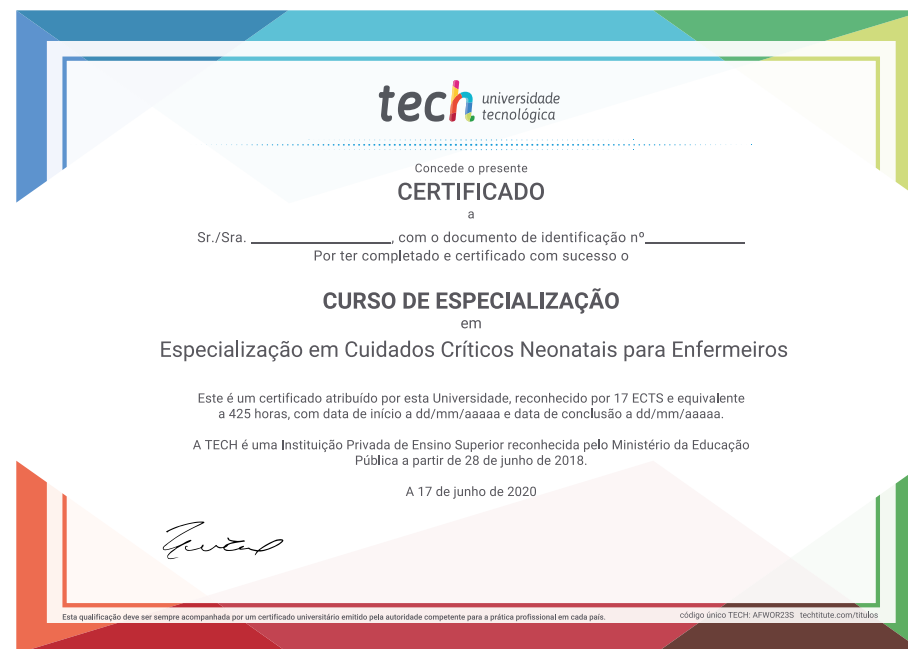 tech universidade
tecnológica
Concede o presente
CERTIFICADO
a
Sr./Sra. ____________________, com o documento de identificação nº______________
Por ter completado e certificado com sucesso o
CURSO DE ESPECIALIZAÇÃO
em
Especialização em Cuidados Críticos Neonatais para Enfermeiros
Este é um certificado atribuído por esta Universidade, reconhecido por 17 ECTS e equivalente
a 425 horas, com data de início a dd/mm/aaaaa e data de conclusão a dd/mm/aaaaa.
A TECH é uma Instituição Privada de Ensino Superior reconhecida pelo Ministério da Educação
Pública a partir de 28 de junho de 2018.
A 17 de junho de 2020
Esta qualificação deve ser sempre acompanhada por um certificado universitário emitido pela autoridade competente para a prática profissional em cada país.
código único TECH: AFWOR23S techtitute.com/titulos